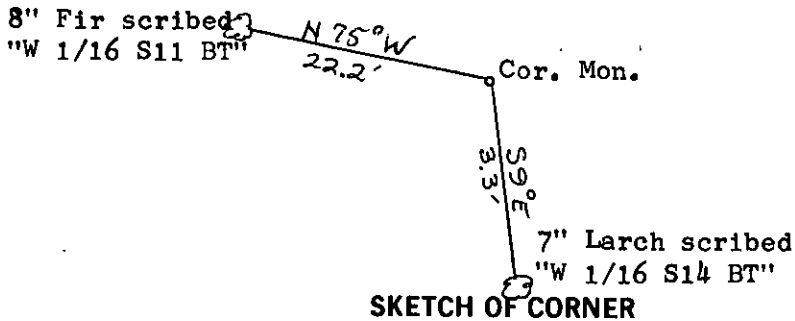 8" Fir scribed
"W 1/16 S11 BT"
N 75°W
22.2'
Cor. Mon.
S9°E
3.3'
7" Larch scribed
"W 1/16 S14 BT"
SKETCH OF CORNER